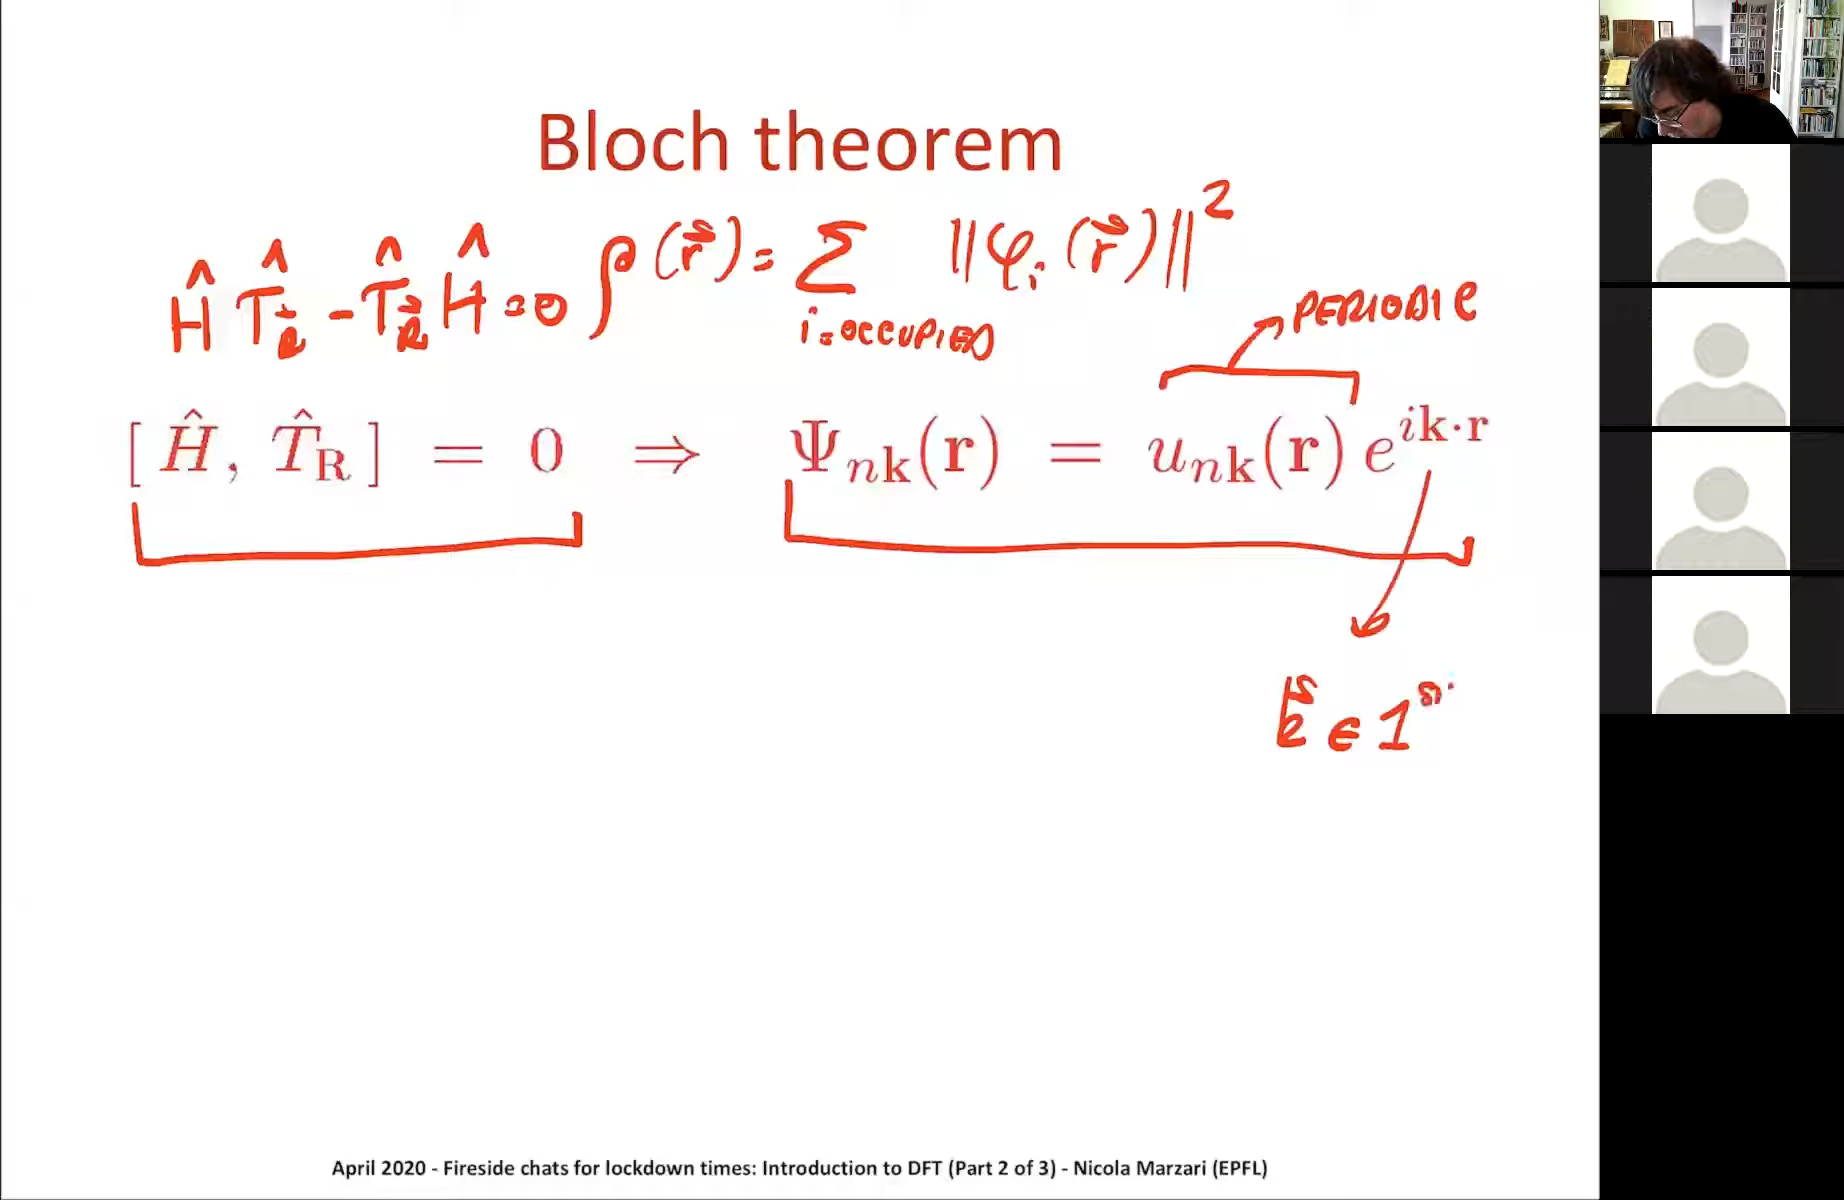 Bloch theorem
Ĥ T̂_R⃗ - T̂_R⃗ Ĥ = 0 ρ(r⃗) = Σ ||φ_i(r⃗)||²
i=OCCUPIED
PERIODIC
[Ĥ, T̂_R] = 0 ⇒ Ψ_nk(r) = u_nk(r) e^{ik·r}
k⃗ ∈ 1
April 2020 - Fireside chats for lockdown times: Introduction to DFT (Part 2 of 3) - Nicola Marzari (EPFL)